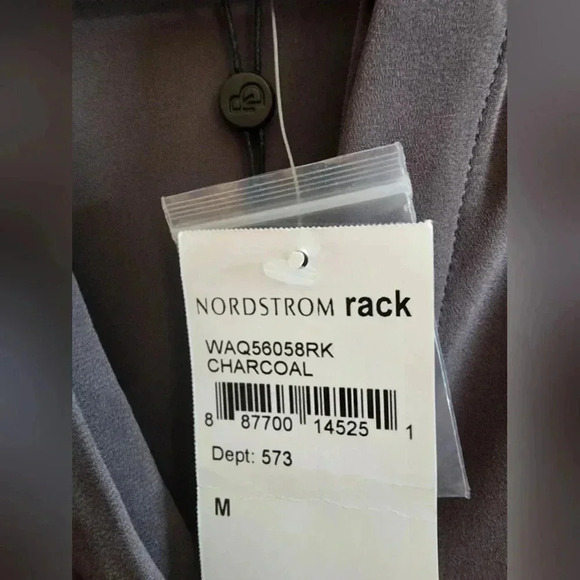 NORDSTROM rack
WAQ56058RK
CHARCOAL
8 87700 14525 1
Dept: 573
M